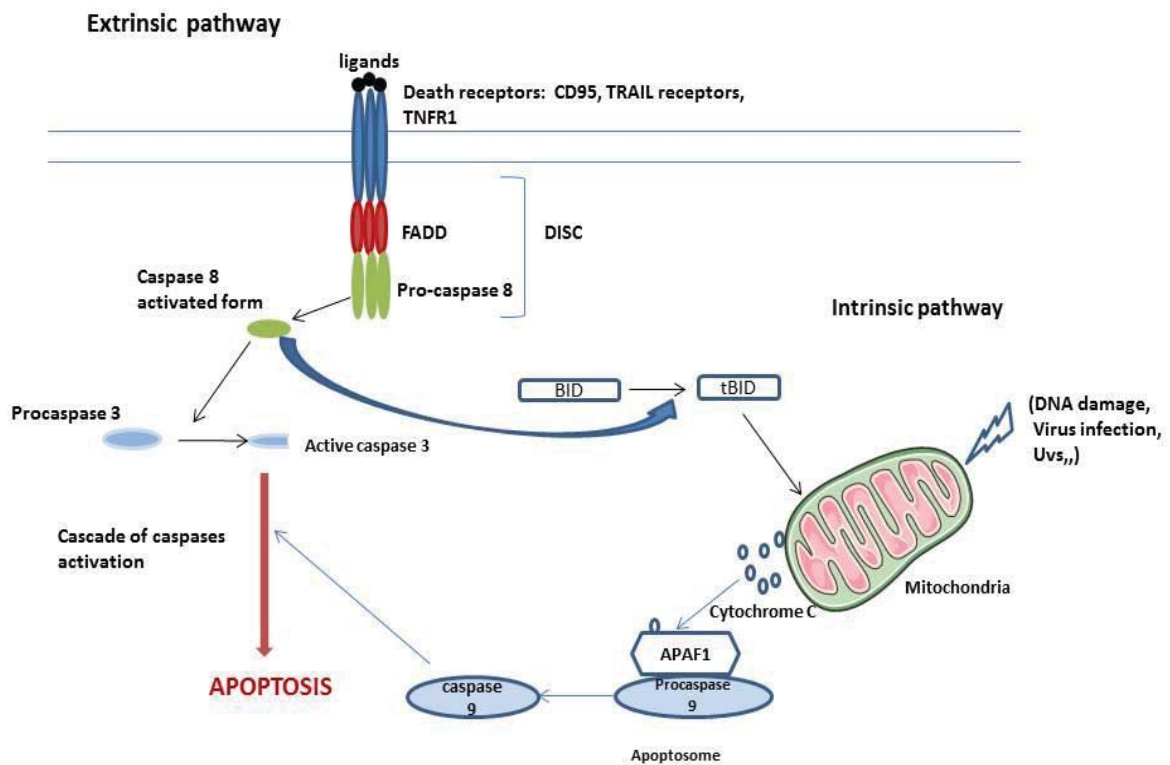 Extrinsic pathway
ligands
Death receptors: CD95, TRAIL receptors,
TNFR1
FADD
DISC
Caspase 8
activated form
Pro-caspase 8
Intrinsic pathway
BID
tBID
(DNA damage,
Virus infection,
Uvs,,)
Procaspase 3
Active caspase 3
Cascade of caspases
activation
Mitochondria
Cytochrome C
APAF1
APOPTOSIS
caspase
9
Procaspase
9
Apoptosome